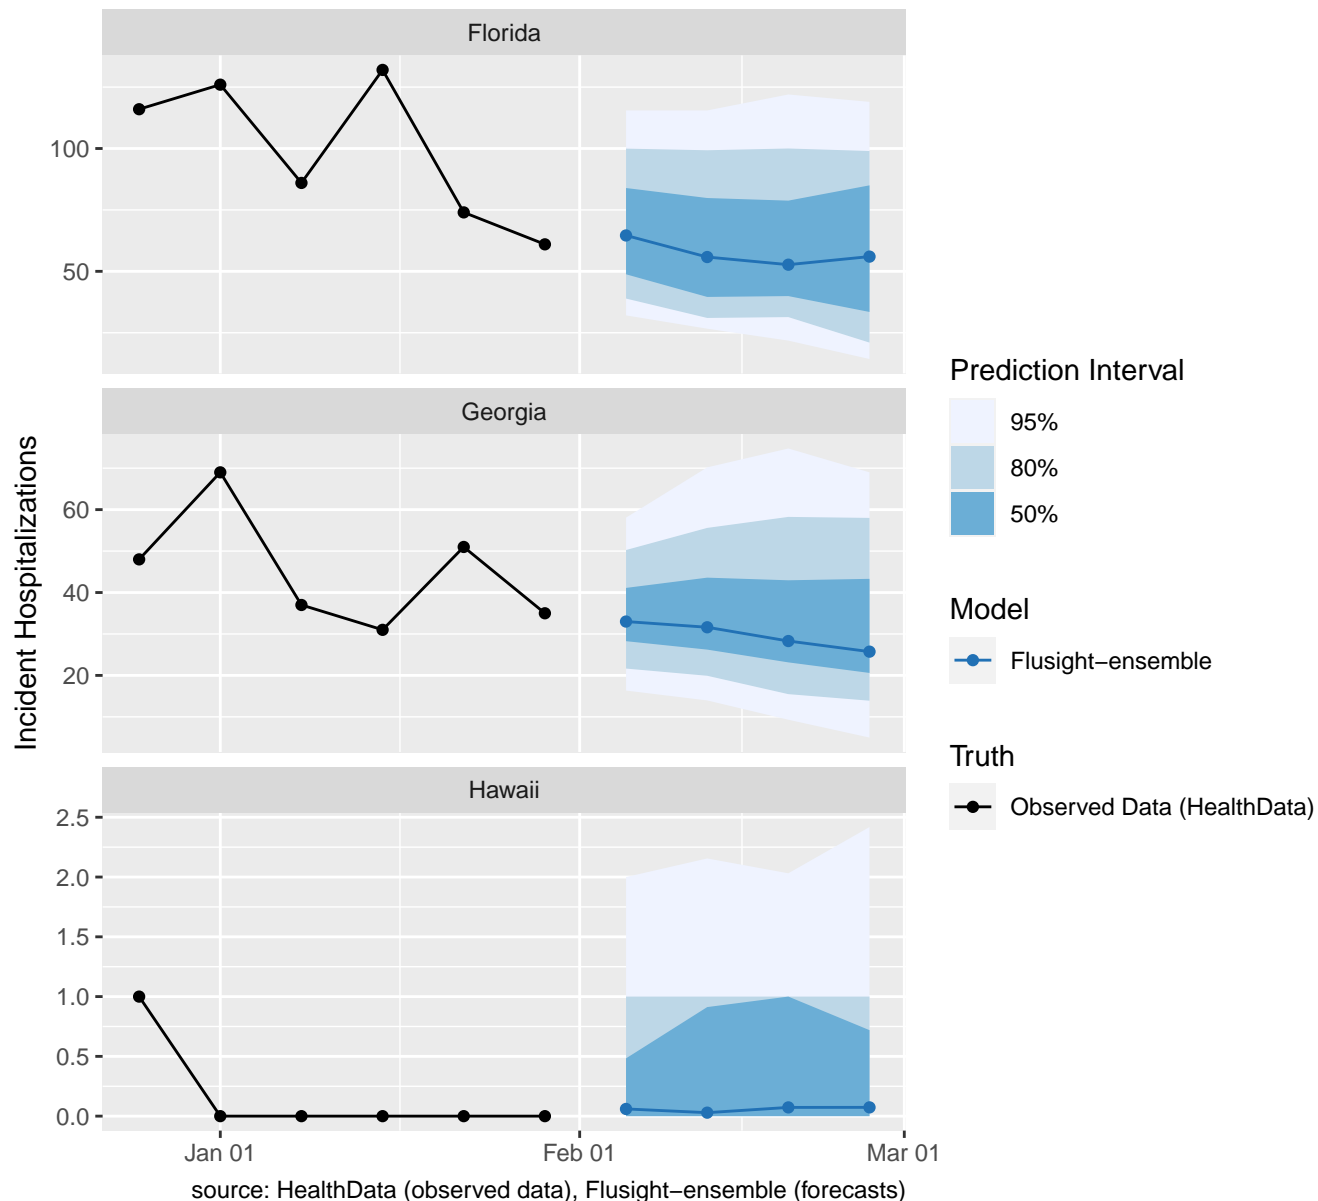 Florida
100
50
Georgia
60
40
20
Hawaii
2.5
2.0
1.5
1.0
0.5
0.0
Incident Hospitalizations
Jan 01
Feb 01
Mar 01
source: HealthData (observed data), Flusight−ensemble (forecasts)
Prediction Interval
95%
80%
50%
Model
Flusight−ensemble
Truth
Observed Data (HealthData)